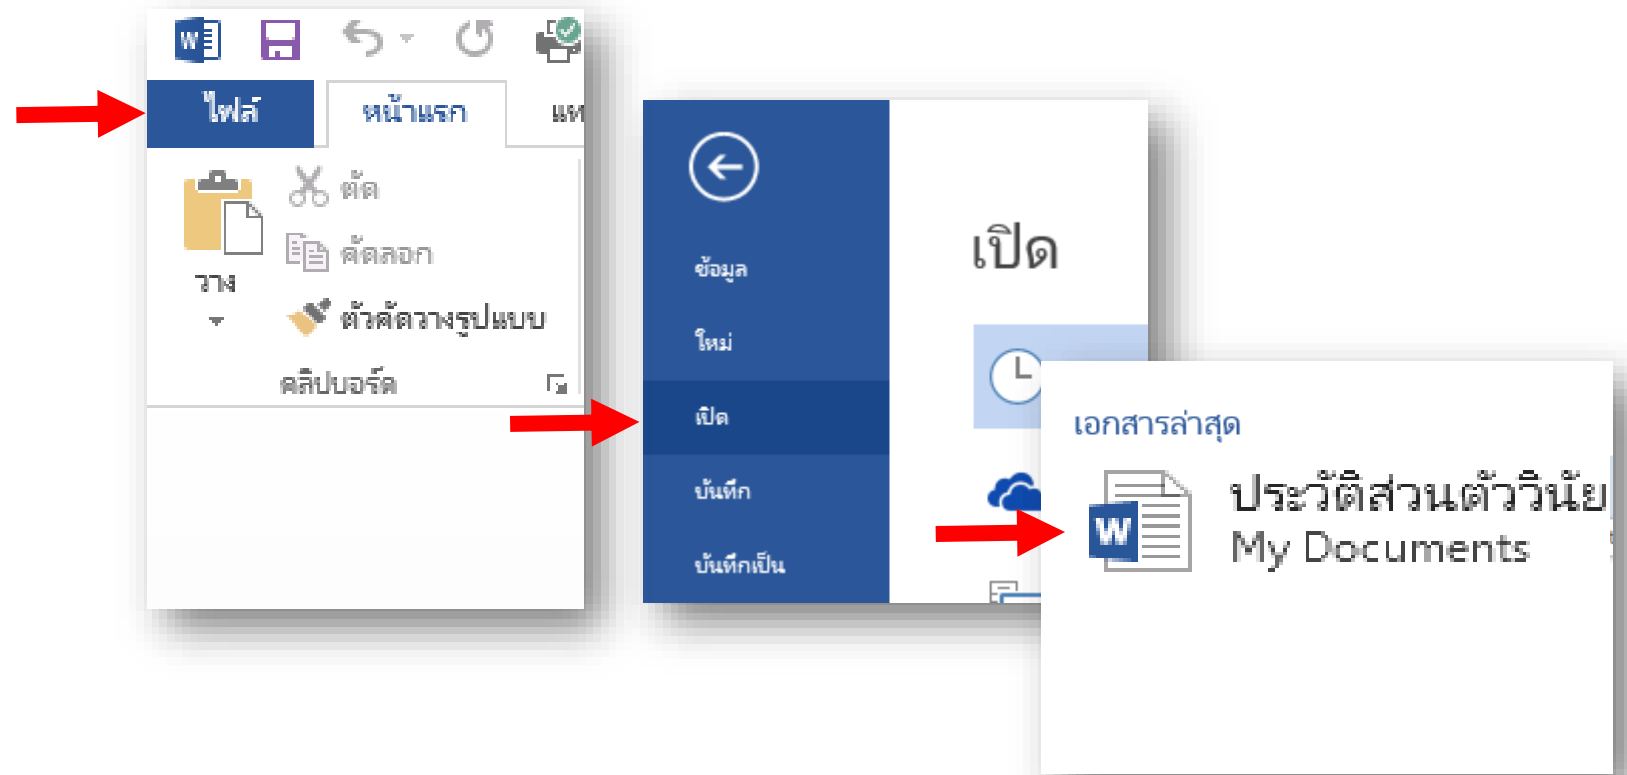 ไฟล์
หน้าแรก
แท
ตัด
คัดลอก
วาง
ตัวคัดวางรูปแบบ
คลิปบอร์ด
ข้อมูล
ใหม่
เปิด
บันทึก
บันทึกเป็น
เปิด
เอกสารล่าสุด
ประวัติส่วนตัววินัย
My Documents